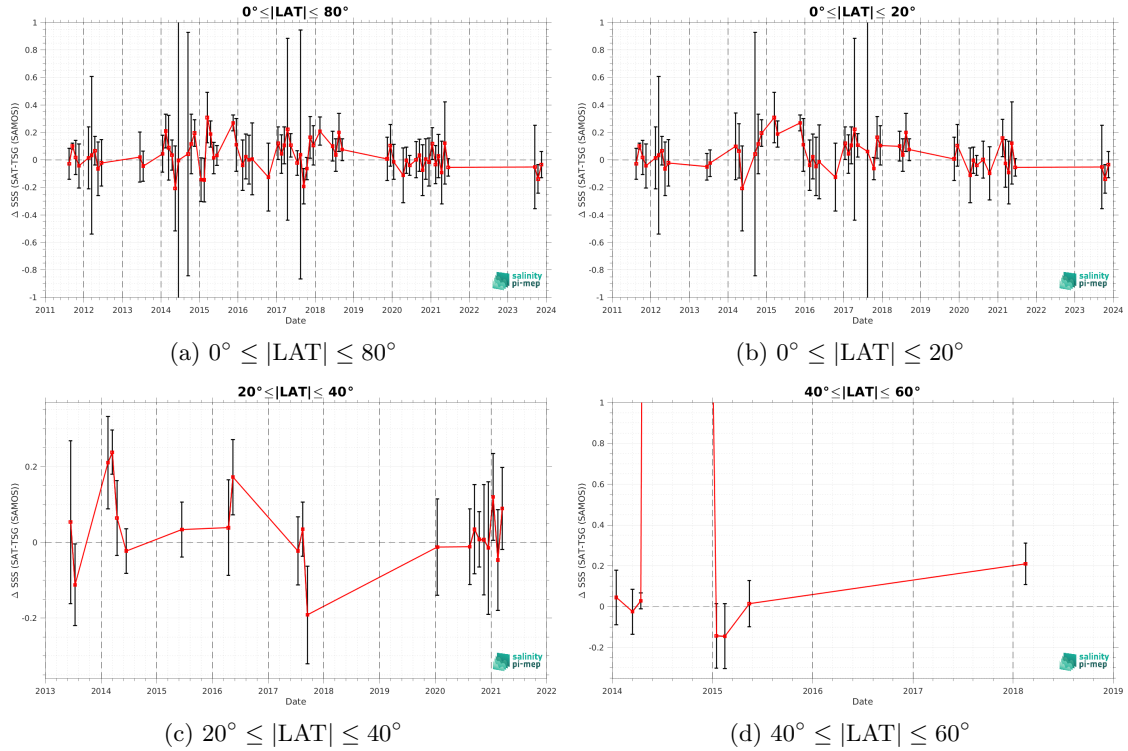 0°≤|LAT|≤ 80°
Δ SSS (SAT-TSG (SAMOS))
1
0.8
0.6
0.4
0.2
0
-0.2
-0.4
-0.6
-0.8
-1
2011 2012 2013 2014 2015 2016 2017 2018 2019 2020 2021 2022 2023 2024
Date
salinity
pi-mep
(a) 0° ≤ |LAT| ≤ 80°
0°≤|LAT|≤ 20°
Δ SSS (SAT-TSG (SAMOS))
1
0.8
0.6
0.4
0.2
0
-0.2
-0.4
-0.6
-0.8
-1
2011 2012 2013 2014 2015 2016 2017 2018 2019 2020 2021 2022 2023 2024
Date
salinity
pi-mep
(b) 0° ≤ |LAT| ≤ 20°
20°≤|LAT|≤ 40°
Δ SSS (SAT-TSG (SAMOS))
0.2
0
-0.2
2013 2014 2015 2016 2017 2018 2019 2020 2021 2022
Date
salinity
pi-mep
(c) 20° ≤ |LAT| ≤ 40°
40°≤|LAT|≤ 60°
Δ SSS (SAT-TSG (SAMOS))
1
0.8
0.6
0.4
0.2
0
-0.2
2014 2015 2016 2017 2018 2019
Date
salinity
pi-mep
(d) 40° ≤ |LAT| ≤ 60°